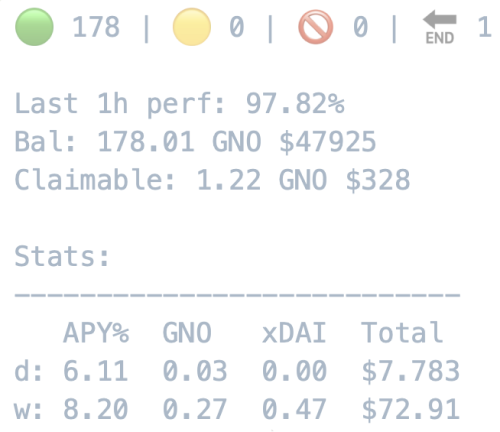 🟢 178 | 🟡 0 | 🚫 0 | 🔚 1
Last 1h perf: 97.82%
Bal: 178.01 GNO $47925
Claimable: 1.22 GNO $328
Stats:
---------------------------
APY% GNO xDAI Total
d: 6.11 0.03 0.00 $7.783
w: 8.20 0.27 0.47 $72.91